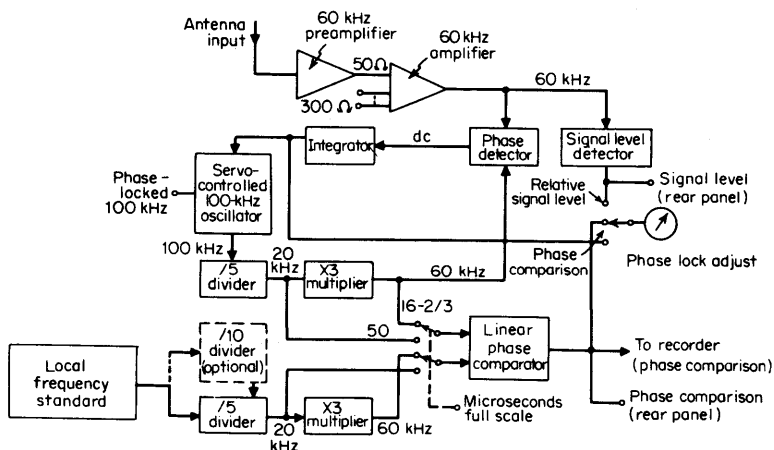 60 kHz
preamplifier
60 kHz
amplifier
Antenna
input
50Ω
300 Ω
60 kHz
Integrator
dc
Phase
detector
Signal level
detector
Phase-
locked
100 kHz
Servo-
controlled
100-kHz
oscillator
Relative
signal level
Signal level
(rear panel)
Phase
comparison
Phase lock adjust
100 kHz
/5
divider
20
kHz
X3
multiplier
60 kHz
16-2/3
50
Local
frequency
standard
/10
divider
(optional)
/5
divider
20
kHz
X3
multiplier
60 kHz
Linear
phase
comparator
Microseconds
full scale
To recorder
(phase comparison)
Phase comparison
(rear panel)